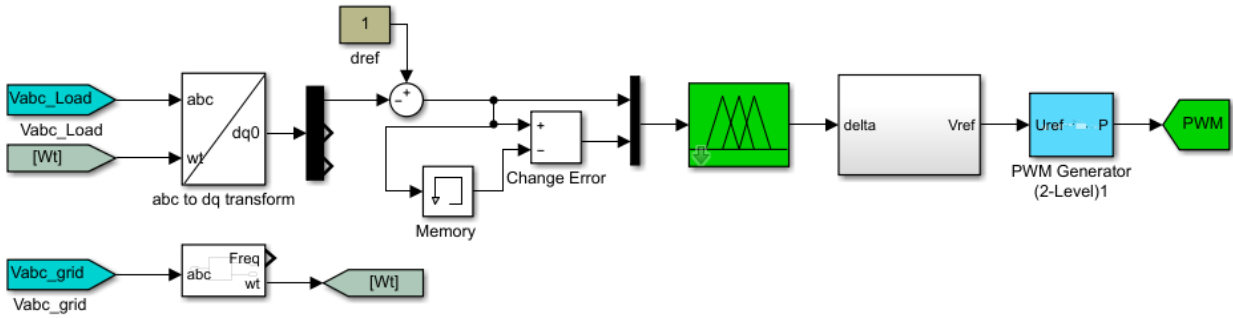 1
dref
Vabc_Load
Vabc_Load
[Wt]
abc
wt
dq0
abc to dq transform
Memory
Change Error
delta
Vref
Uref
P
PWM Generator
(2-Level)1
PWM
Vabc_grid
Vabc_grid
abc
Freq
wt
[Wt]